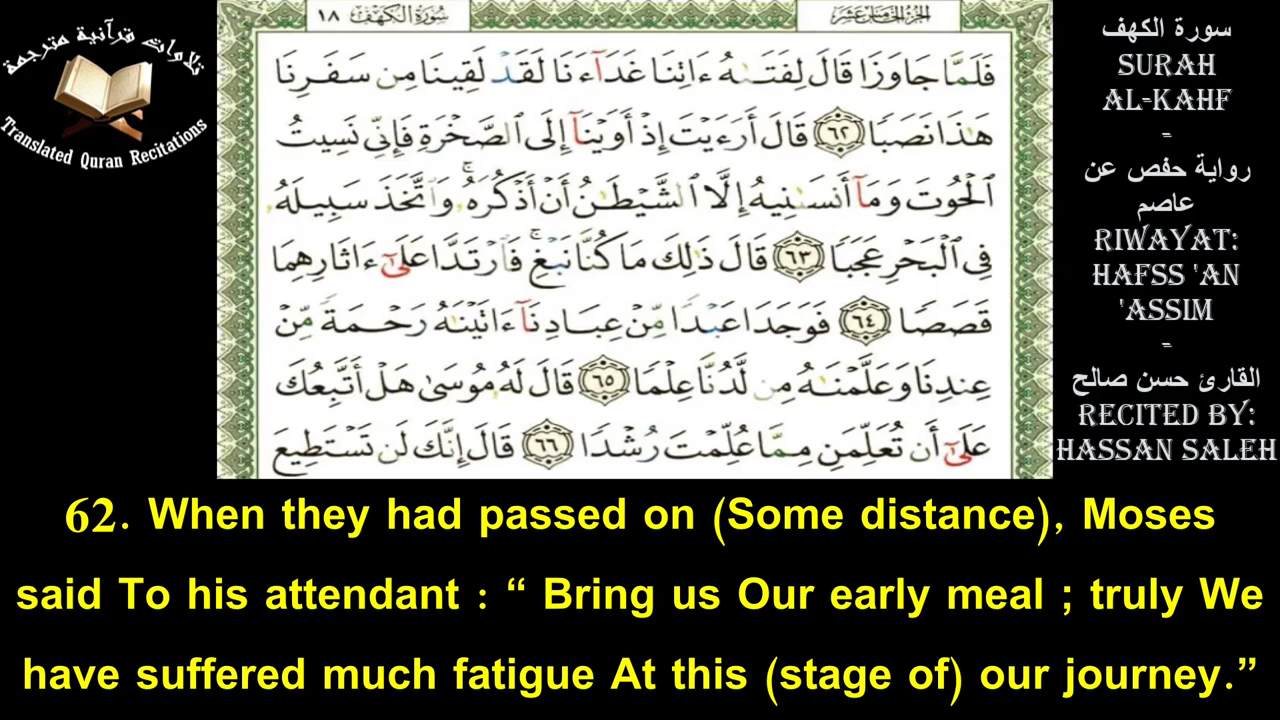 تلاوات قرآنية مترجمة
Translated Quran Recitations
سُورَةُ الكَهْفِ ١٨
الجزء الخامس عشر
فَلَمَّا جَاوَزَا قَالَ لِفَتَىٰهُ ءَاتِنَا غَدَآءَنَا لَقَدْ لَقِينَا مِن سَفَرِنَا
هَٰذَا نَصَبًا ٦٢ قَالَ أَرَءَيْتَ إِذْ أَوَيْنَآ إِلَى ٱلصَّخْرَةِ فَإِنِّي نَسِيتُ
ٱلْحُوتَ وَمَآ أَنسَىٰنِيهُ إِلَّا ٱلشَّيْطَٰنُ أَنْ أَذْكُرَهُۥ ۚ وَٱتَّخَذَ سَبِيلَهُۥ
فِي ٱلْبَحْرِ عَجَبًا ٦٣ قَالَ ذَٰلِكَ مَا كُنَّا نَبْغِ ۚ فَٱرْتَدَّا عَلَىٰٓ ءَاثَارِهِمَا
قَصَصًا ٦٤ فَوَجَدَا عَبْدًا مِّنْ عِبَادِنَآ ءَاتَيْنَٰهُ رَحْمَةً مِّنْ
عِندِنَا وَعَلَّمْنَٰهُ مِن لَّدُنَّا عِلْمًا ٦٥ قَالَ لَهُۥ مُوسَىٰ هَلْ أَتَّبِعُكَ
عَلَىٰٓ أَن تُعَلِّمَنِ مِمَّا عُلِّمْتَ رُشْدًا ٦٦ قَالَ إِنَّكَ لَن تَسْتَطِيعَ
سورة الكهف
SURAH
AL-KAHF
-
رواية حفص عن
عاصم
RIWAYAT:
HAFSS 'AN
'ASSIM
-
القارئ حسن صالح
RECITED BY:
HASSAN SALEH
62. When they had passed on (Some distance), Moses
said To his attendant : “ Bring us Our early meal ; truly We
have suffered much fatigue At this (stage of) our journey.”